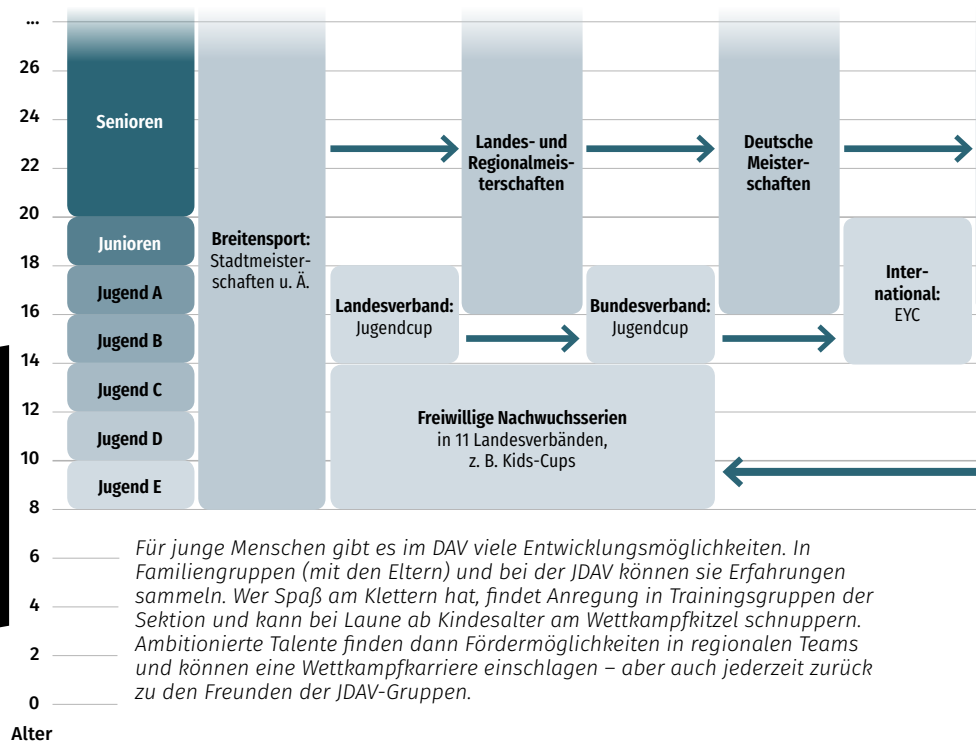 ...
26
24
22
20
18
16
14
12
10
8
6
4
2
0
Alter
Senioren
Junioren
Jugend A
Jugend B
Jugend C
Jugend D
Jugend E
Breitensport:
Stadtmeister-
schaften u. Ä.
Landes- und
Regionalmeis-
terschaften
Deutsche
Meister-
schaften
Landesverband:
Jugendcup
Bundesverband:
Jugendcup
Inter-
national:
EYC
Freiwillige Nachwuchsserien
in 11 Landesverbänden,
z. B. Kids-Cups
Für junge Menschen gibt es im DAV viele Entwicklungsmöglichkeiten. In
Familiengruppen (mit den Eltern) und bei der JDAV können sie Erfahrungen
sammeln. Wer Spaß am Klettern hat, findet Anregung in Trainingsgruppen der
Sektion und kann bei Laune ab Kindesalter am Wettkampfkitzel schnuppern.
Ambitionierte Talente finden dann Fördermöglichkeiten in regionalen Teams
und können eine Wettkampfkarriere einschlagen – aber auch jederzeit zurück
zu den Freunden der JDAV-Gruppen.